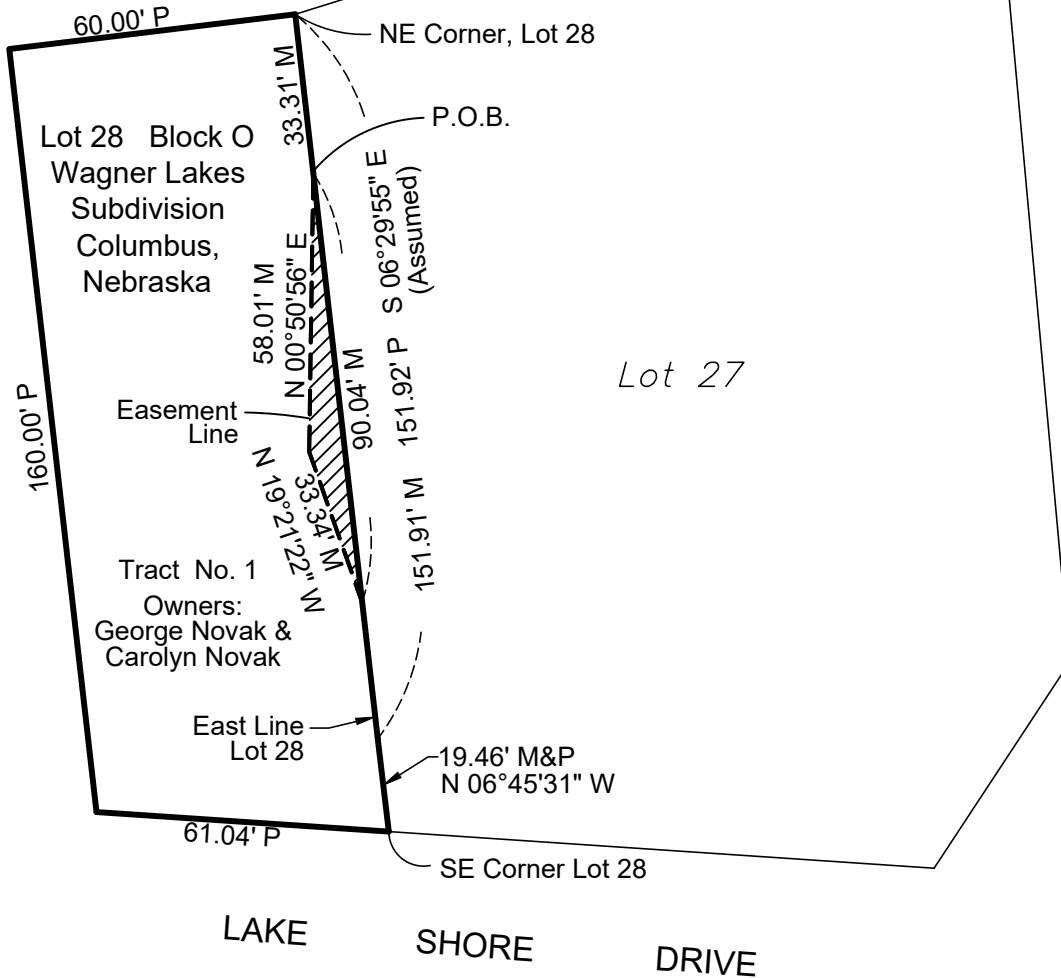 60.00' P
NE Corner, Lot 28
33.31' M
P.O.B.
Lot 28 Block O
Wagner Lakes
Subdivision
Columbus,
Nebraska
S 06°29'55" E
(Assumed)
58.01' M
N 00°50'56" E
90.04' M
151.91' M 151.92' P
Lot 27
Easement
Line
160.00' P
33.34' M
N 19°21'22" W
Tract No. 1
Owners:
George Novak &
Carolyn Novak
East Line
Lot 28
19.46' M&P
N 06°45'31" W
61.04' P
SE Corner Lot 28
LAKE SHORE DRIVE